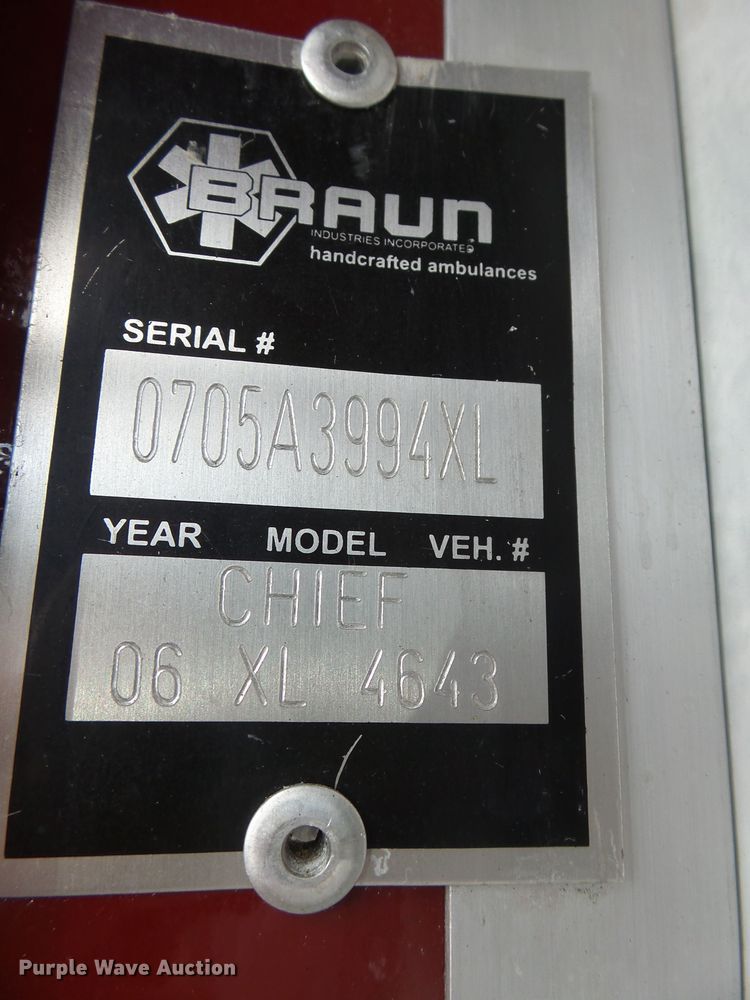 BRAUN
INDUSTRIES INCORPORATED
handcrafted ambulances
SERIAL #
0705A3994XL
YEAR MODEL VEH. #
CHIEF
06 XL 4643
Purple Wave Auction